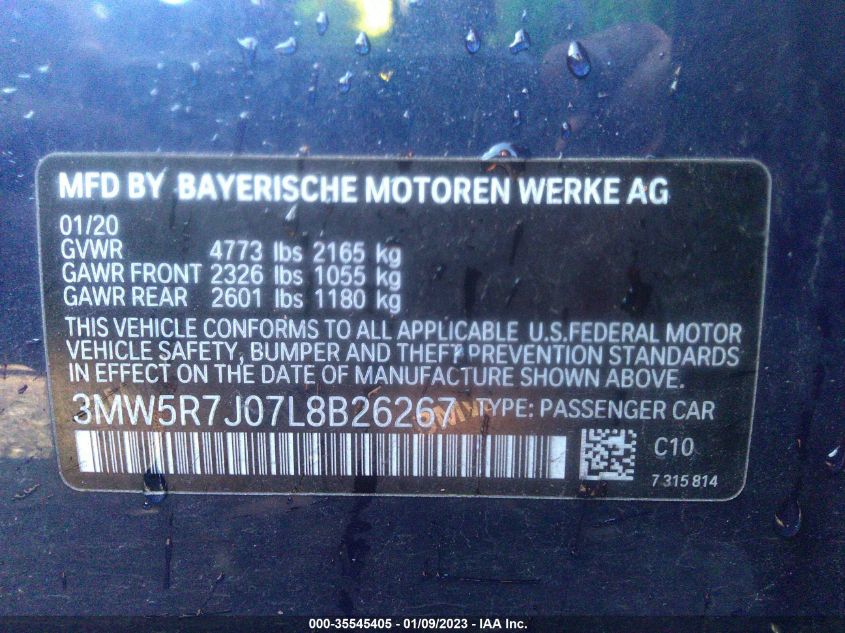 MFD BY BAYERISCHE MOTOREN WERKE AG
01/20
GVWR 4773 lbs 2165 kg
GAWR FRONT 2326 lbs 1055 kg
GAWR REAR 2601 lbs 1180 kg
THIS VEHICLE CONFORMS TO ALL APPLICABLE U.S.FEDERAL MOTOR
VEHICLE SAFETY, BUMPER AND THEFT PREVENTION STANDARDS
IN EFFECT ON THE DATE OF MANUFACTURE SHOWN ABOVE.
3MW5R7J07L8B26267 TYPE: PASSENGER CAR
C10
7 315 814
000-35545405 - 01/09/2023 - IAA Inc.